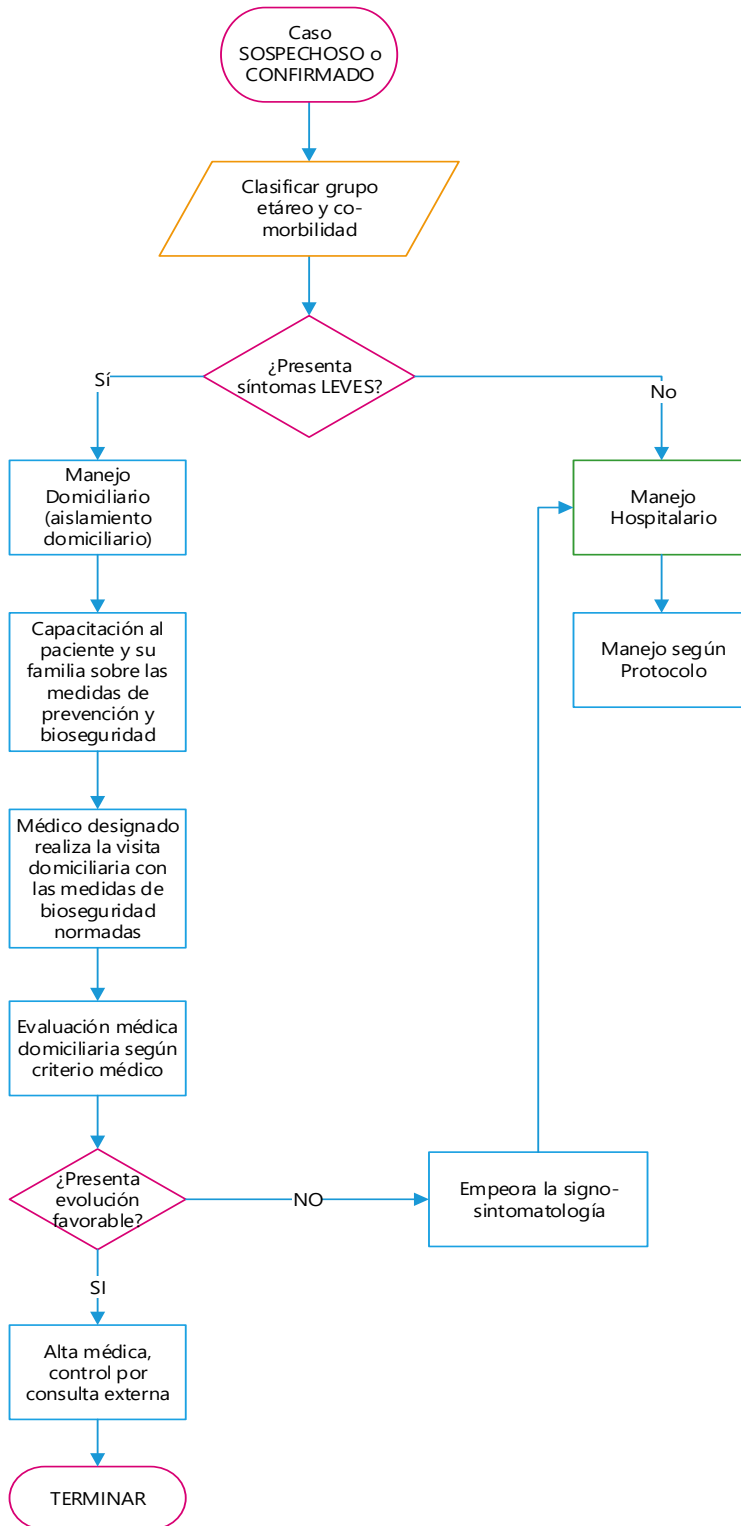 Caso
SOSPECHOSO o
CONFIRMADO
Clasificar grupo
etáreo y co-
morbilidad
¿Presenta
síntomas LEVES?
Sí
No
Manejo
Domiciliario
(aislamiento
domiciliario)
Manejo
Hospitalario
Capacitación al
paciente y su
familia sobre las
medidas de
prevención y
bioseguridad
Manejo según
Protocolo
Médico designado
realiza la visita
domiciliaria con
las medidas de
bioseguridad
normadas
Evaluación médica
domiciliaria según
criterio médico
¿Presenta
evolución
favorable?
NO
Empeora la signo-
sintomatología
SI
Alta médica,
control por
consulta externa
TERMINAR